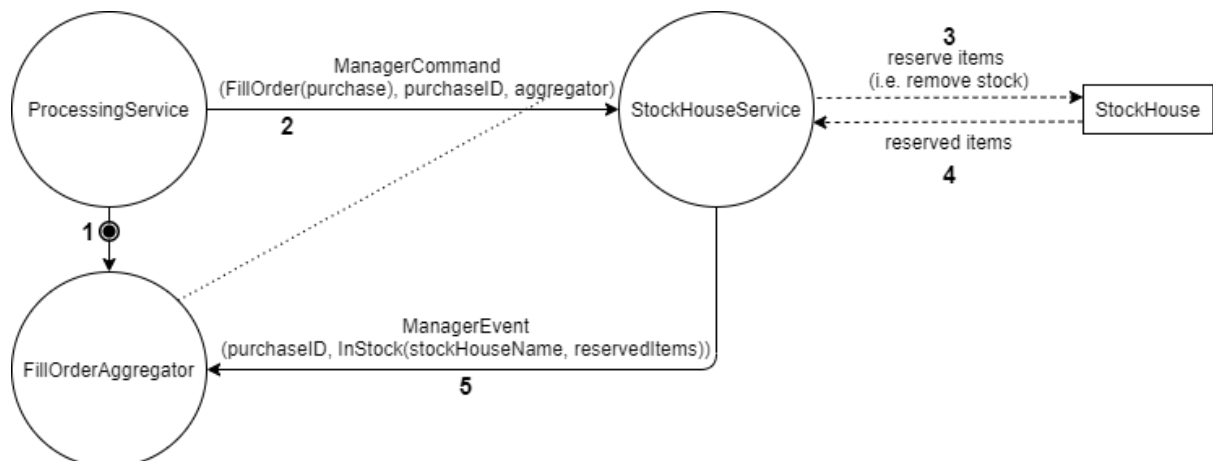 3
reserve items
(i.e. remove stock)
ManagerCommand
(FillOrder(purchase), purchaseID, aggregator)
ProcessingService
StockHouseService
StockHouse
2
reserved items
4
1
ManagerEvent
(purchaseID, InStock(stockHouseName, reservedItems))
FillOrderAggregator
5